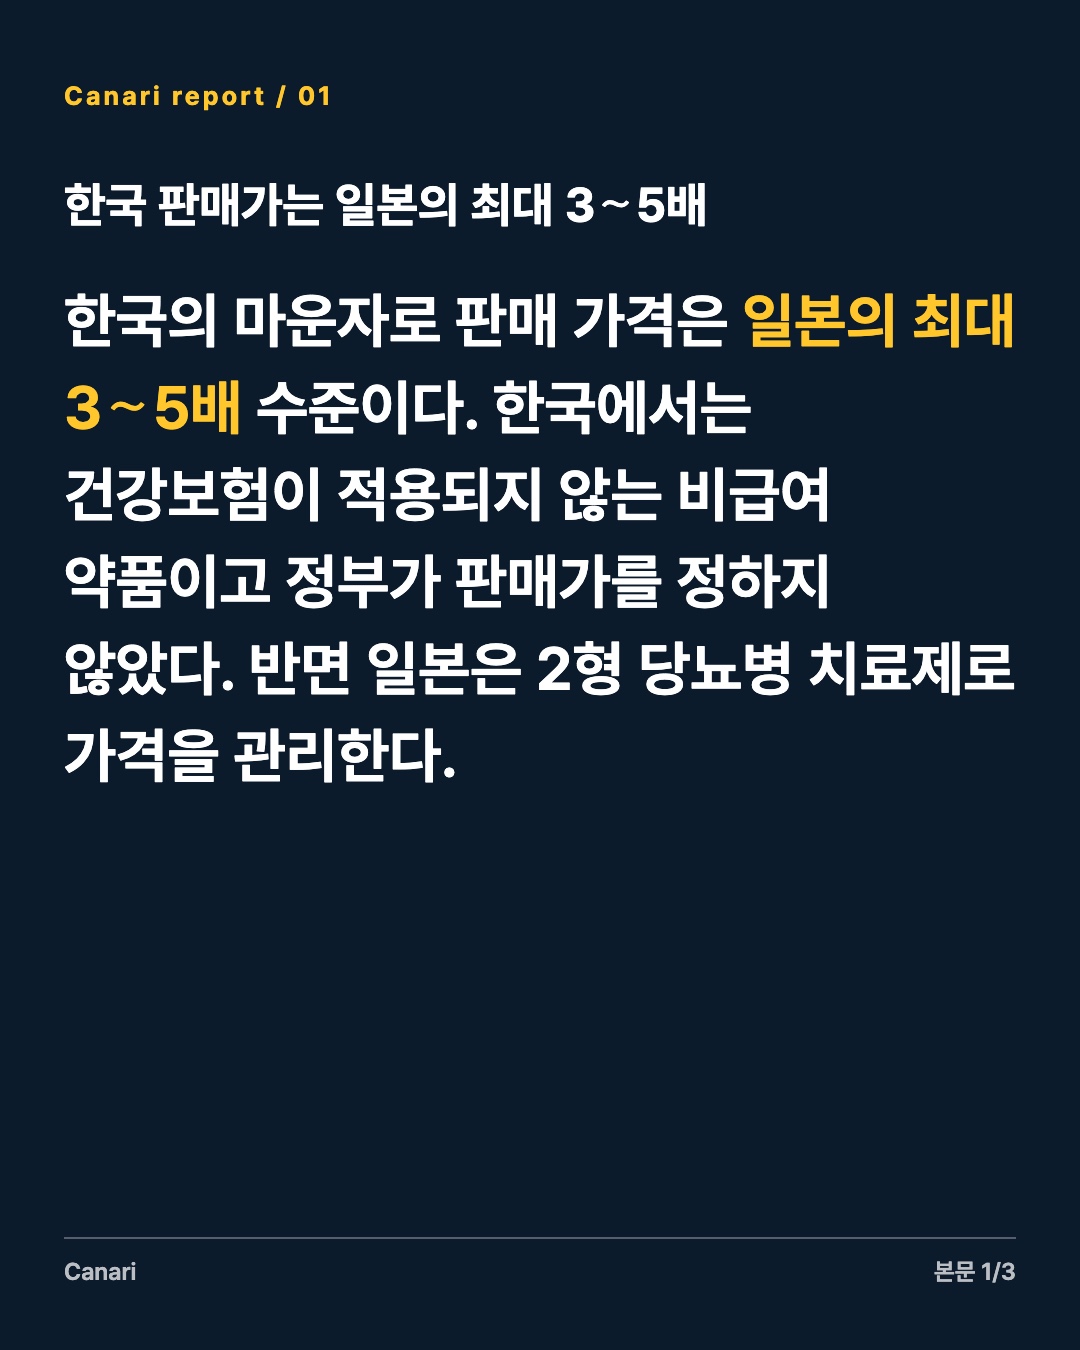 Canari report / 01
한국 판매가는 일본의 최대 3~5배
한국의 마운자로 판매 가격은 일본의 최대
3~5배 수준이다. 한국에서는
건강보험이 적용되지 않는 비급여
약품이고 정부가 판매가를 정하지
않았다. 반면 일본은 2형 당뇨병 치료제로
가격을 관리한다.
Canari
본문 1/3